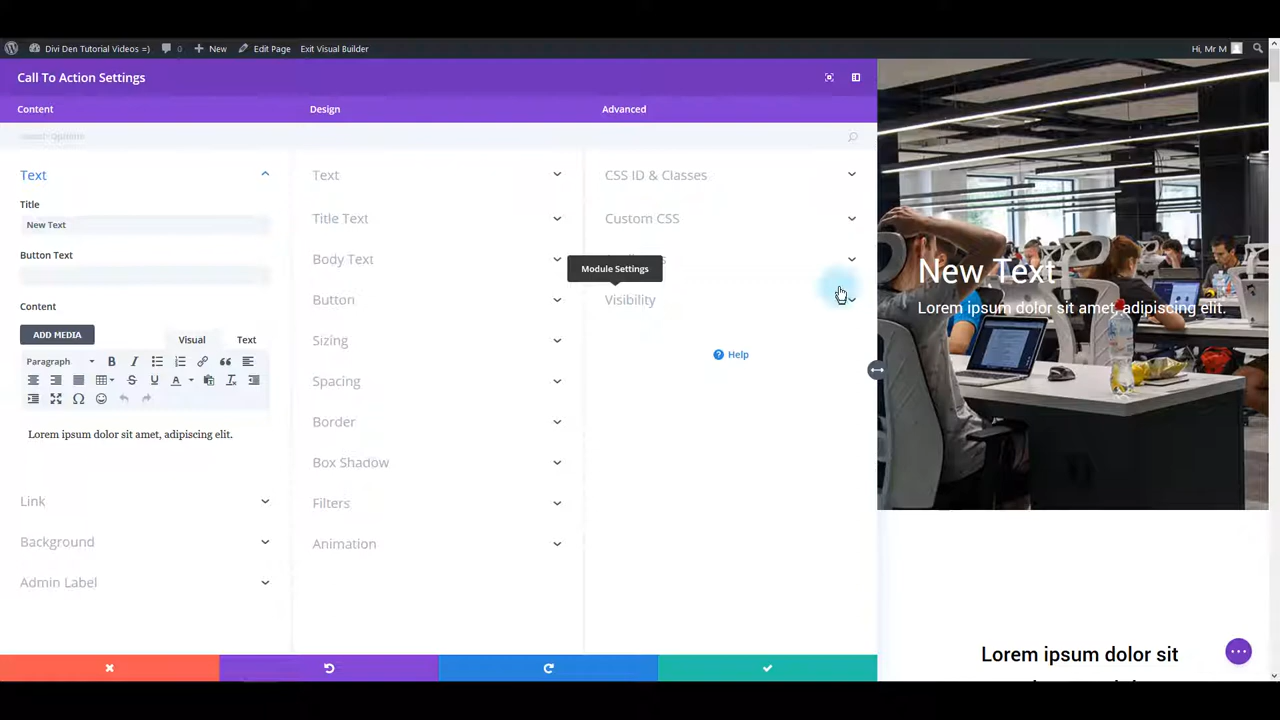 Divi Den Tutorial Videos =)
0
New
Edit Page
Exit Visual Builder
Hi, Mr M
Call To Action Settings
Content
Design
Advanced
Text
Title
New Text
Button Text
Content
ADD MEDIA
Visual
Text
Paragraph
B
I
S
U
A
Lorem ipsum dolor sit amet, adipiscing elit.
Link
Background
Admin Label
Text
Title Text
Body Text
Button
Sizing
Spacing
Border
Box Shadow
Filters
Animation
CSS ID & Classes
Custom CSS
Module Settings
Visibility
Help
New Text
Lorem ipsum dolor sit amet, adipiscing elit.
Lorem ipsum dolor sit